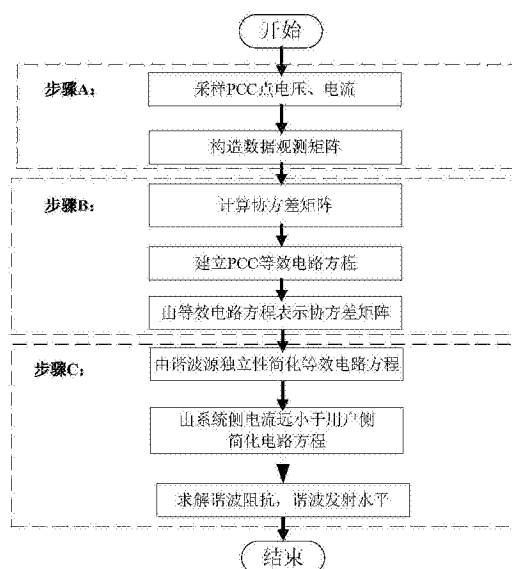 开始
步骤A:
采样PCC点电压、电流
构造数据观测矩阵
步骤B:
计算协方差矩阵
建立PCC等效电路方程
由等效电路方程表示协方差矩阵
步骤C:
由谐波源独立性简化等效电路方程
由系统侧电流远小于用户侧
简化电路方程
求解谐波阻抗，谐波发射水平
结束